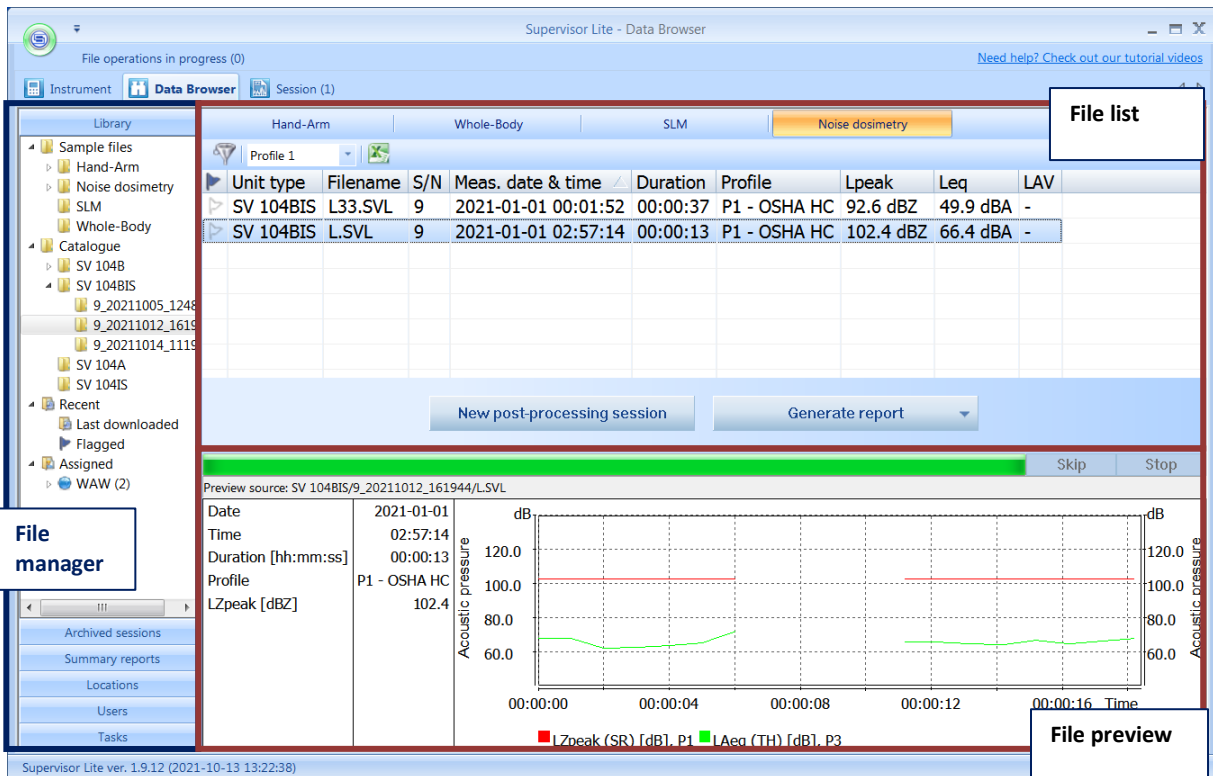 Supervisor Lite - Data Browser
File operations in progress (0)
Need help? Check out our tutorial videos
Instrument Data Browser Session (1)
File list
Library
Sample files
Hand-Arm
Noise dosimetry
SLM
Whole-Body
Catalogue
SV 104B
SV 104BIS
9_20211005_1248
9_20211012_1619
9_20211014_1119
SV 104A
SV 104IS
Recent
Last downloaded
Flagged
Assigned
WAW (2)
File
manager
Archived sessions
Summary reports
Locations
Users
Tasks
Hand-Arm Whole-Body SLM Noise dosimetry
Profile 1
Unit type Filename S/N Meas. date & time Duration Profile Lpeak Leq LAV
SV 104BIS L33.SVL 9 2021-01-01 00:01:52 00:00:37 P1 - OSHA HC 92.6 dBZ 49.9 dBA -
SV 104BIS L.SVL 9 2021-01-01 02:57:14 00:00:13 P1 - OSHA HC 102.4 dBZ 66.4 dBA -
New post-processing session Generate report
Skip Stop
Preview source: SV 104BIS/9_20211012_161944/L.SVL
Date 2021-01-01
Time 02:57:14
Duration [hh:mm:ss] 00:00:13
Profile P1 - OSHA HC
LZpeak [dBZ] 102.4
dB dB
120.0 120.0
100.0 100.0
80.0 80.0
60.0 60.0
Acoustic pressure
Acoustic pressure
00:00:00 00:00:04 00:00:08 00:00:12 00:00:16 Time
LZpeak (SR) [dB], P1 LAeq (TH) [dB], P3
File preview
Supervisor Lite ver. 1.9.12 (2021-10-13 13:22:38)